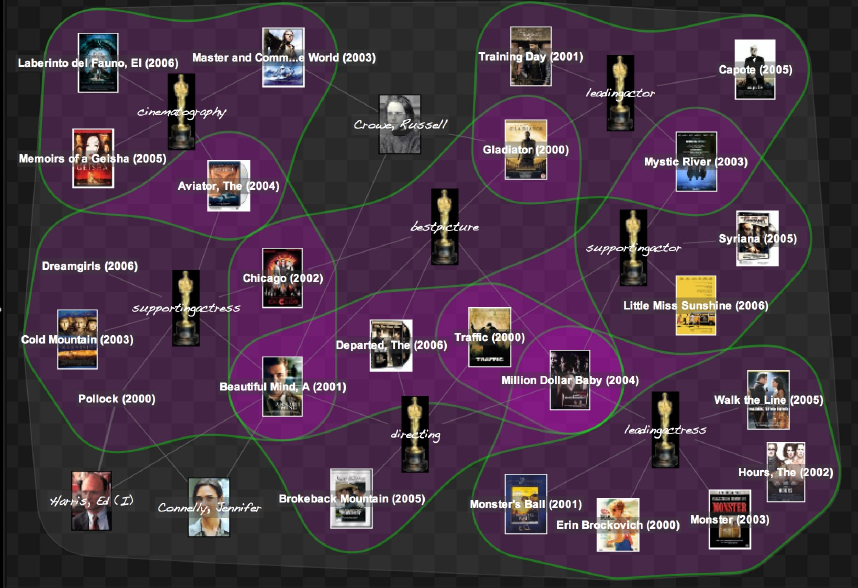 Training Day (2001)
Laberinto del Fauno, El (2006)
Master and Comm...e World (2003)
Capote (2005)
leadingactor
cinematography
Crowe, Russell
Gladiator (2000)
Memoirs of a Geisha (2005)
Mystic River (2003)
Aviator, The (2004)
bestpicture
supportingactor
Syriana (2005)
Dreamgirls (2006)
Chicago (2002)
supportingactress
Little Miss Sunshine (2006)
Cold Mountain (2003)
Departed, The (2006)
Traffic (2000)
TRAFFIC
Beautiful Mind, A (2001)
Million Dollar Baby (2004)
Pollock (2000)
Walk the Line (2005)
directing
leadingactress
Hours, The (2002)
Harris, Ed (I)
Connelly, Jennifer
Brokeback Mountain (2005)
Monster's Ball (2001)
Erin Brockovich (2000)
Monster (2003)
MONSTER